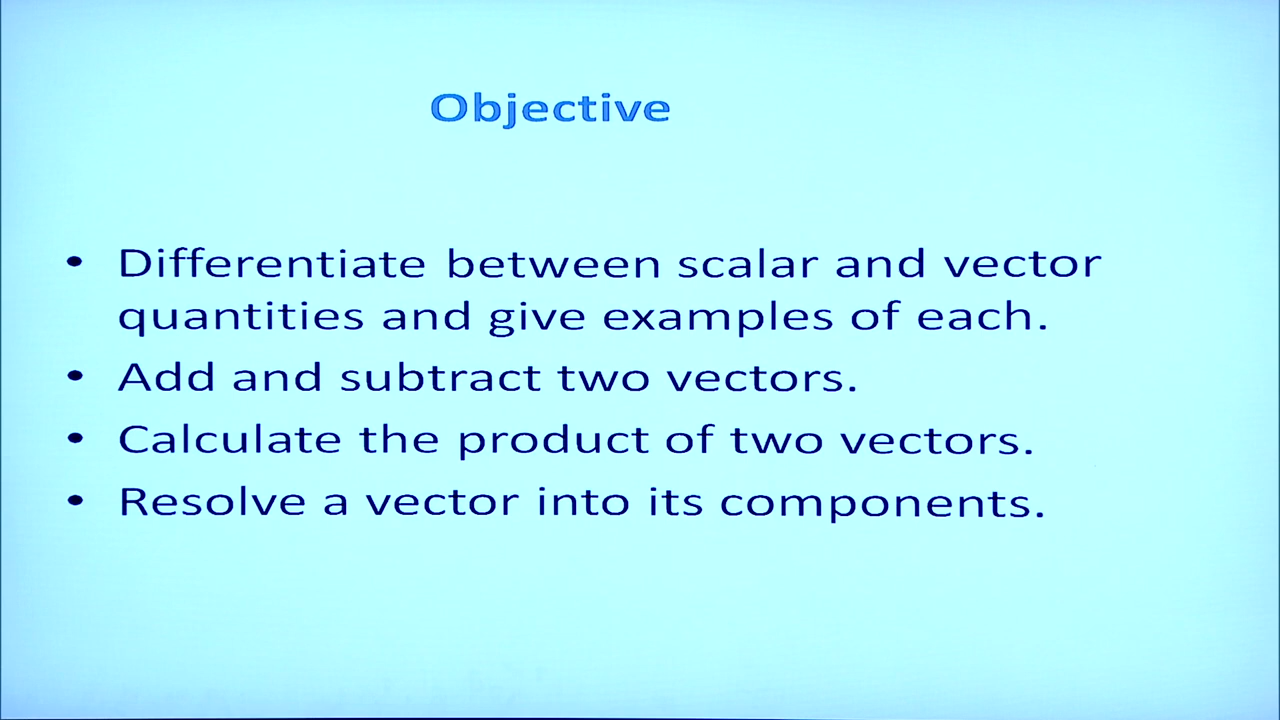 Objective
• Differentiate between scalar and vector
quantities and give examples of each.
• Add and subtract two vectors.
• Calculate the product of two vectors.
• Resolve a vector into its components.